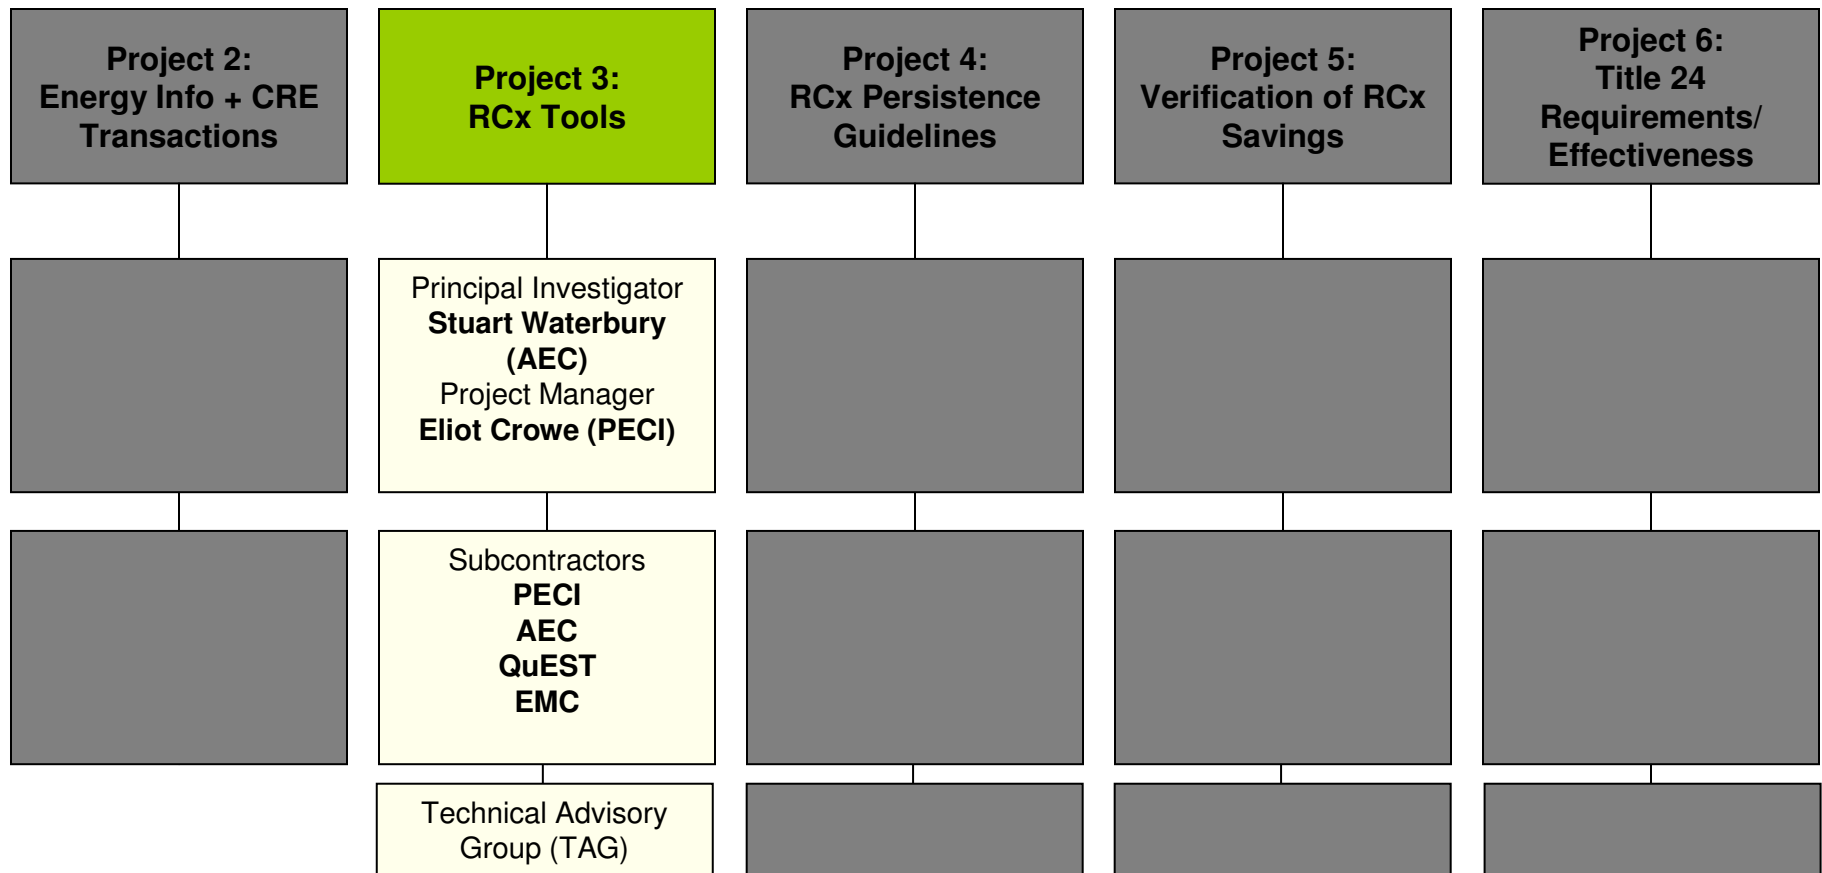 Project 2:
Energy Info + CRE
Transactions
Project 3:
RCx Tools
Project 4:
RCx Persistence
Guidelines
Project 5:
Verification of RCx
Savings
Project 6:
Title 24
Requirements/
Effectiveness
Principal Investigator
Stuart Waterbury
(AEC)
Project Manager
Eliot Crowe (PECI)
Subcontractors
PECI
AEC
QuEST
EMC
Technical Advisory
Group (TAG)